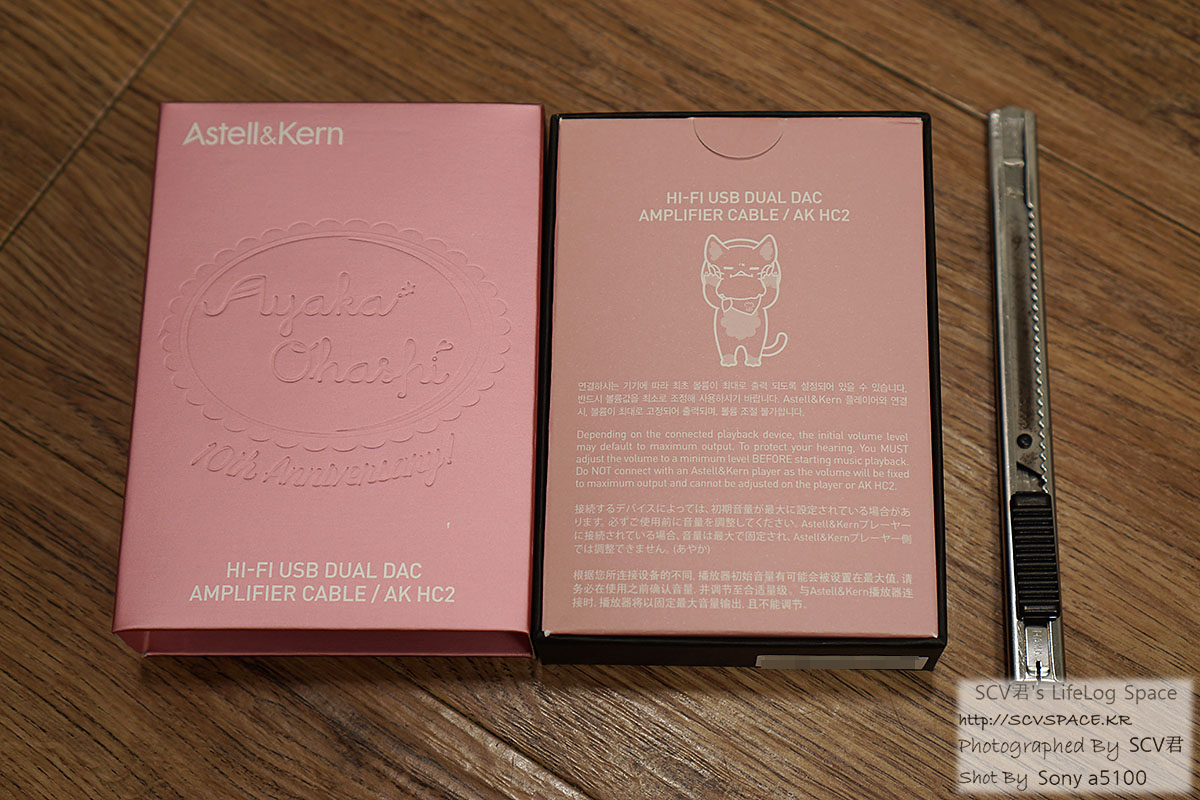 Astell&Kern
Ayaka
Ohashi
10th Anniversary!
HI-FI USB DUAL DAC
AMPLIFIER CABLE / AK HC2
HI-FI USB DUAL DAC
AMPLIFIER CABLE / AK HC2
연결하시는 기기에 따라 최초 볼륨이 최대로 출력 되도록 설정되어 있을 수 있습니다.
반드시 볼륨값을 최소로 조정해 사용하시기 바랍니다. Astell&Kern 플레이어와 연결
시, 볼륨이 최대로 고정되어 출력되며, 볼륨 조절 불가합니다.
Depending on the connected playback device, the initial volume level
may default to maximum output. To protect your hearing, You MUST
adjust the volume to a minimum level BEFORE starting music playback.
Do NOT connect with an Astell&Kern player as the volume will be fixed
to maximum output and cannot be adjusted on the player or AK HC2.
接続するデバイスによっては、初期音量が最大に設定されている場合があ
ります。必ずご使用前に音量を調整してください。Astell&Kernプレーヤー
に接続されている場合、音量は最大で固定され、Astell&Kernプレーヤー側
では調整できません。(あやか)
根据您所连接设备的不同, 播放器初始音量有可能会被设置在最大值, 请
务必在使用之前确认音量, 并调节至合适量级。与Astell&Kern播放器连
接时, 播放器将以固定最大音量输出, 且不能调节。
SCV君's LifeLog Space
http://SCVSPACE.KR
Photographed By SCV君
Shot By Sony a5100